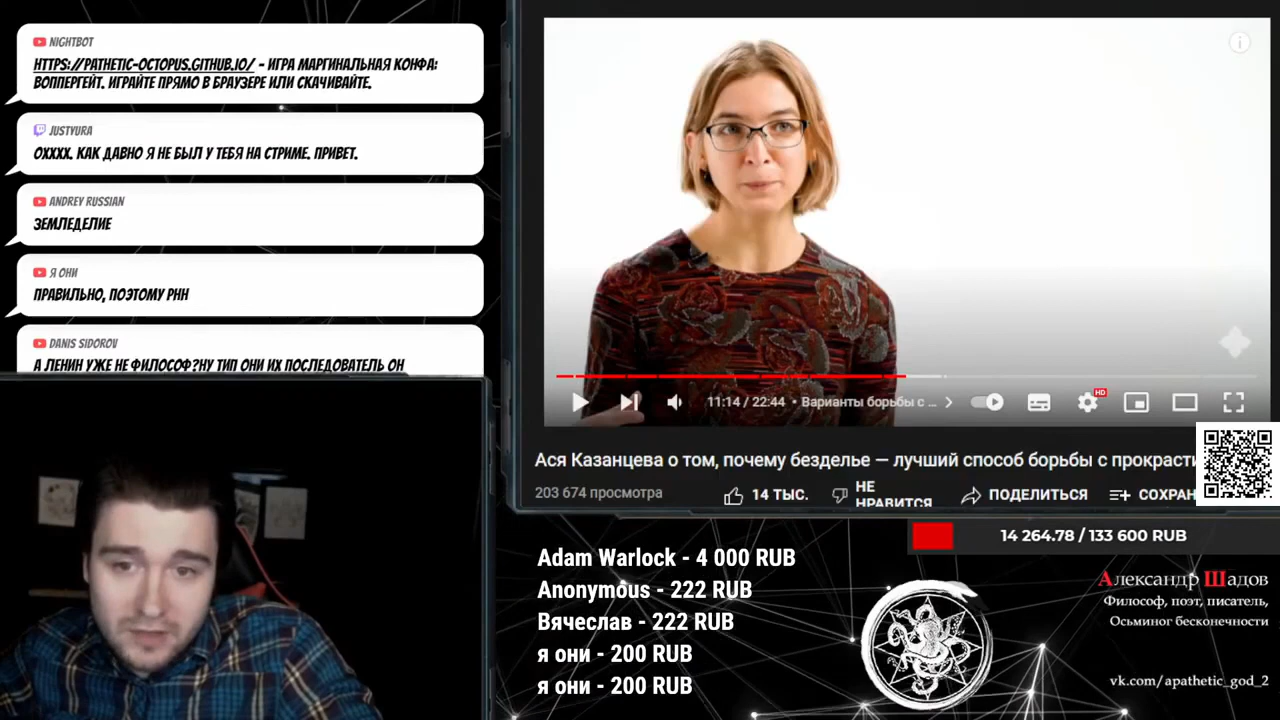 NIGHTBOT
HTTPS://PATHETIC-OCTOPUS.GITHUB.IO/ - ИГРА МАРГИНАЛЬНАЯ КОНФА:
ВОППЕРГЕЙТ. ИГРАЙТЕ ПРЯМО В БРАУЗЕРЕ ИЛИ СКАЧИВАЙТЕ.
JUSTYURA
ОХХХХ. КАК ДАВНО Я НЕ БЫЛ У ТЕБЯ НА СТРИМЕ. ПРИВЕТ.
ANDREY RUSSIAN
ЗЕМЛЕДЕЛИЕ
Я ОНИ
ПРАВИЛЬНО, ПОЭТОМУ РНН
DANIS SIDOROV
А ЛЕНИН УЖЕ НЕ ФИЛОСОФ?НУ ТИП ОНИ ИХ ПОСЛЕДОВАТЕЛЬ ОН
11:14 / 22:44 • Варианты борьбы с ...
HD
Ася Казанцева о том, почему безделье — лучший способ борьбы с прокрасти
203 674 просмотра
14 ТЫС.
НЕ
НРАВИТСЯ
ПОДЕЛИТЬСЯ
СОХРАН
14 264.78 / 133 600 RUB
Adam Warlock - 4 000 RUB
Anonymous - 222 RUB
Вячеслав - 222 RUB
я они - 200 RUB
я они - 200 RUB
Александр Шадов
Философ, поэт, писатель,
Осьминог бесконечности
vk.com/apathetic_god_2